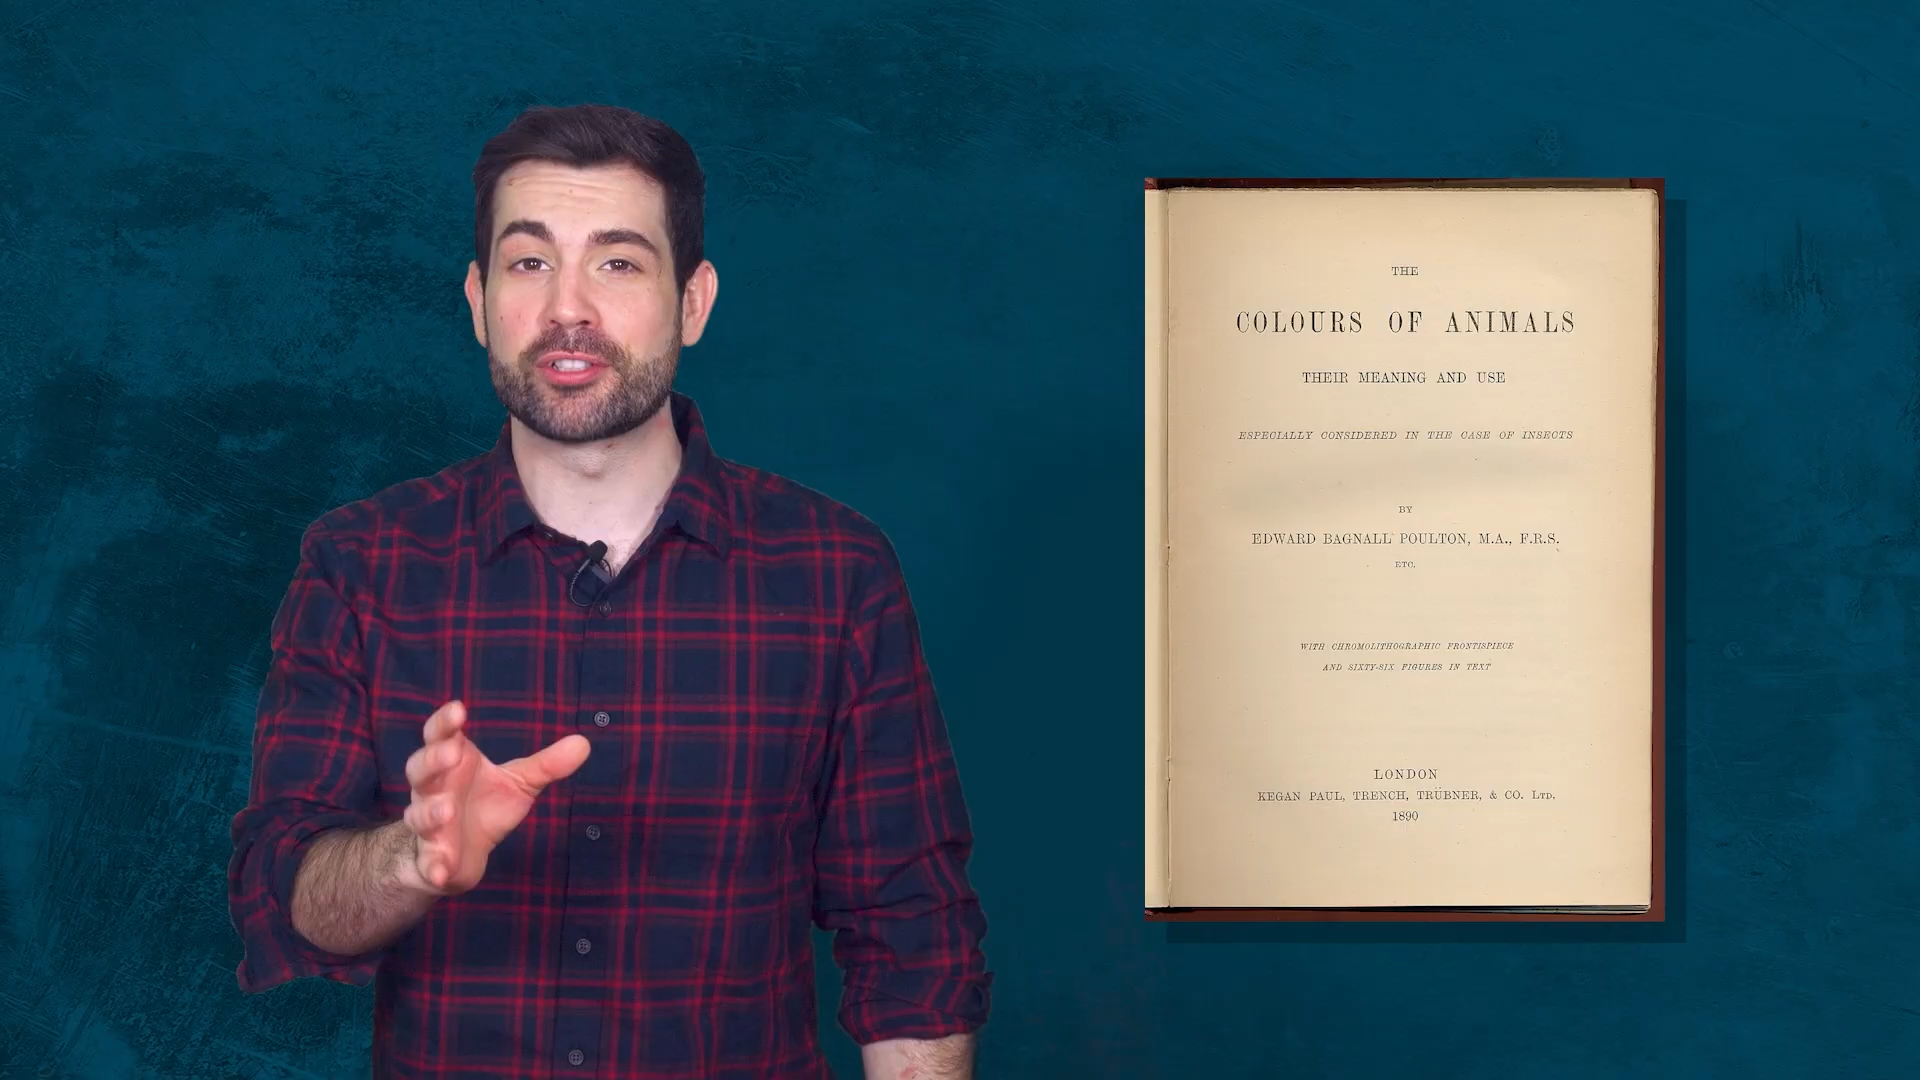 THE
COLOURS OF ANIMALS
THEIR MEANING AND USE
ESPECIALLY CONSIDERED IN THE CASE OF INSECTS
BY
EDWARD BAGNALL POULTON, M.A., F.R.S.
ETC.
WITH CHROMOLITHOGRAPHIC FRONTISPIECE
AND SIXTY-SIX FIGURES IN TEXT
LONDON
KEGAN PAUL, TRENCH, TRÜBNER, & CO. LTD.
1890